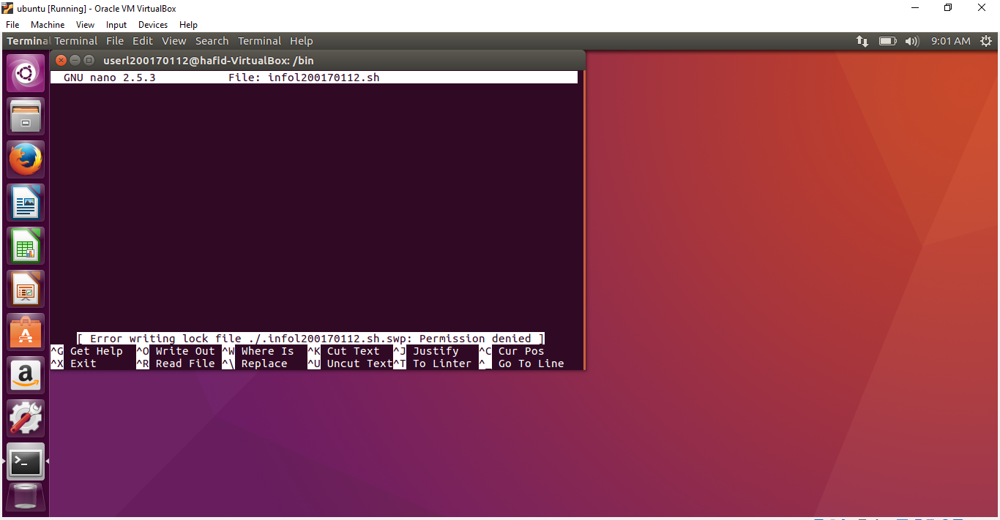 ubuntu [Running] - Oracle VM VirtualBox
File Machine View Input Devices Help
Terminal Terminal File Edit View Search Terminal Help 9:01 AM
userl200170112@hafid-VirtualBox: /bin
GNU nano 2.5.3 File: infol200170112.sh
[ Error writing lock file ./.infol200170112.sh.swp: Permission denied ]
^G Get Help ^O Write Out ^W Where Is ^K Cut Text ^J Justify ^C Cur Pos
^X Exit ^R Read File ^\ Replace ^U Uncut Text ^T To Linter ^_ Go To Line